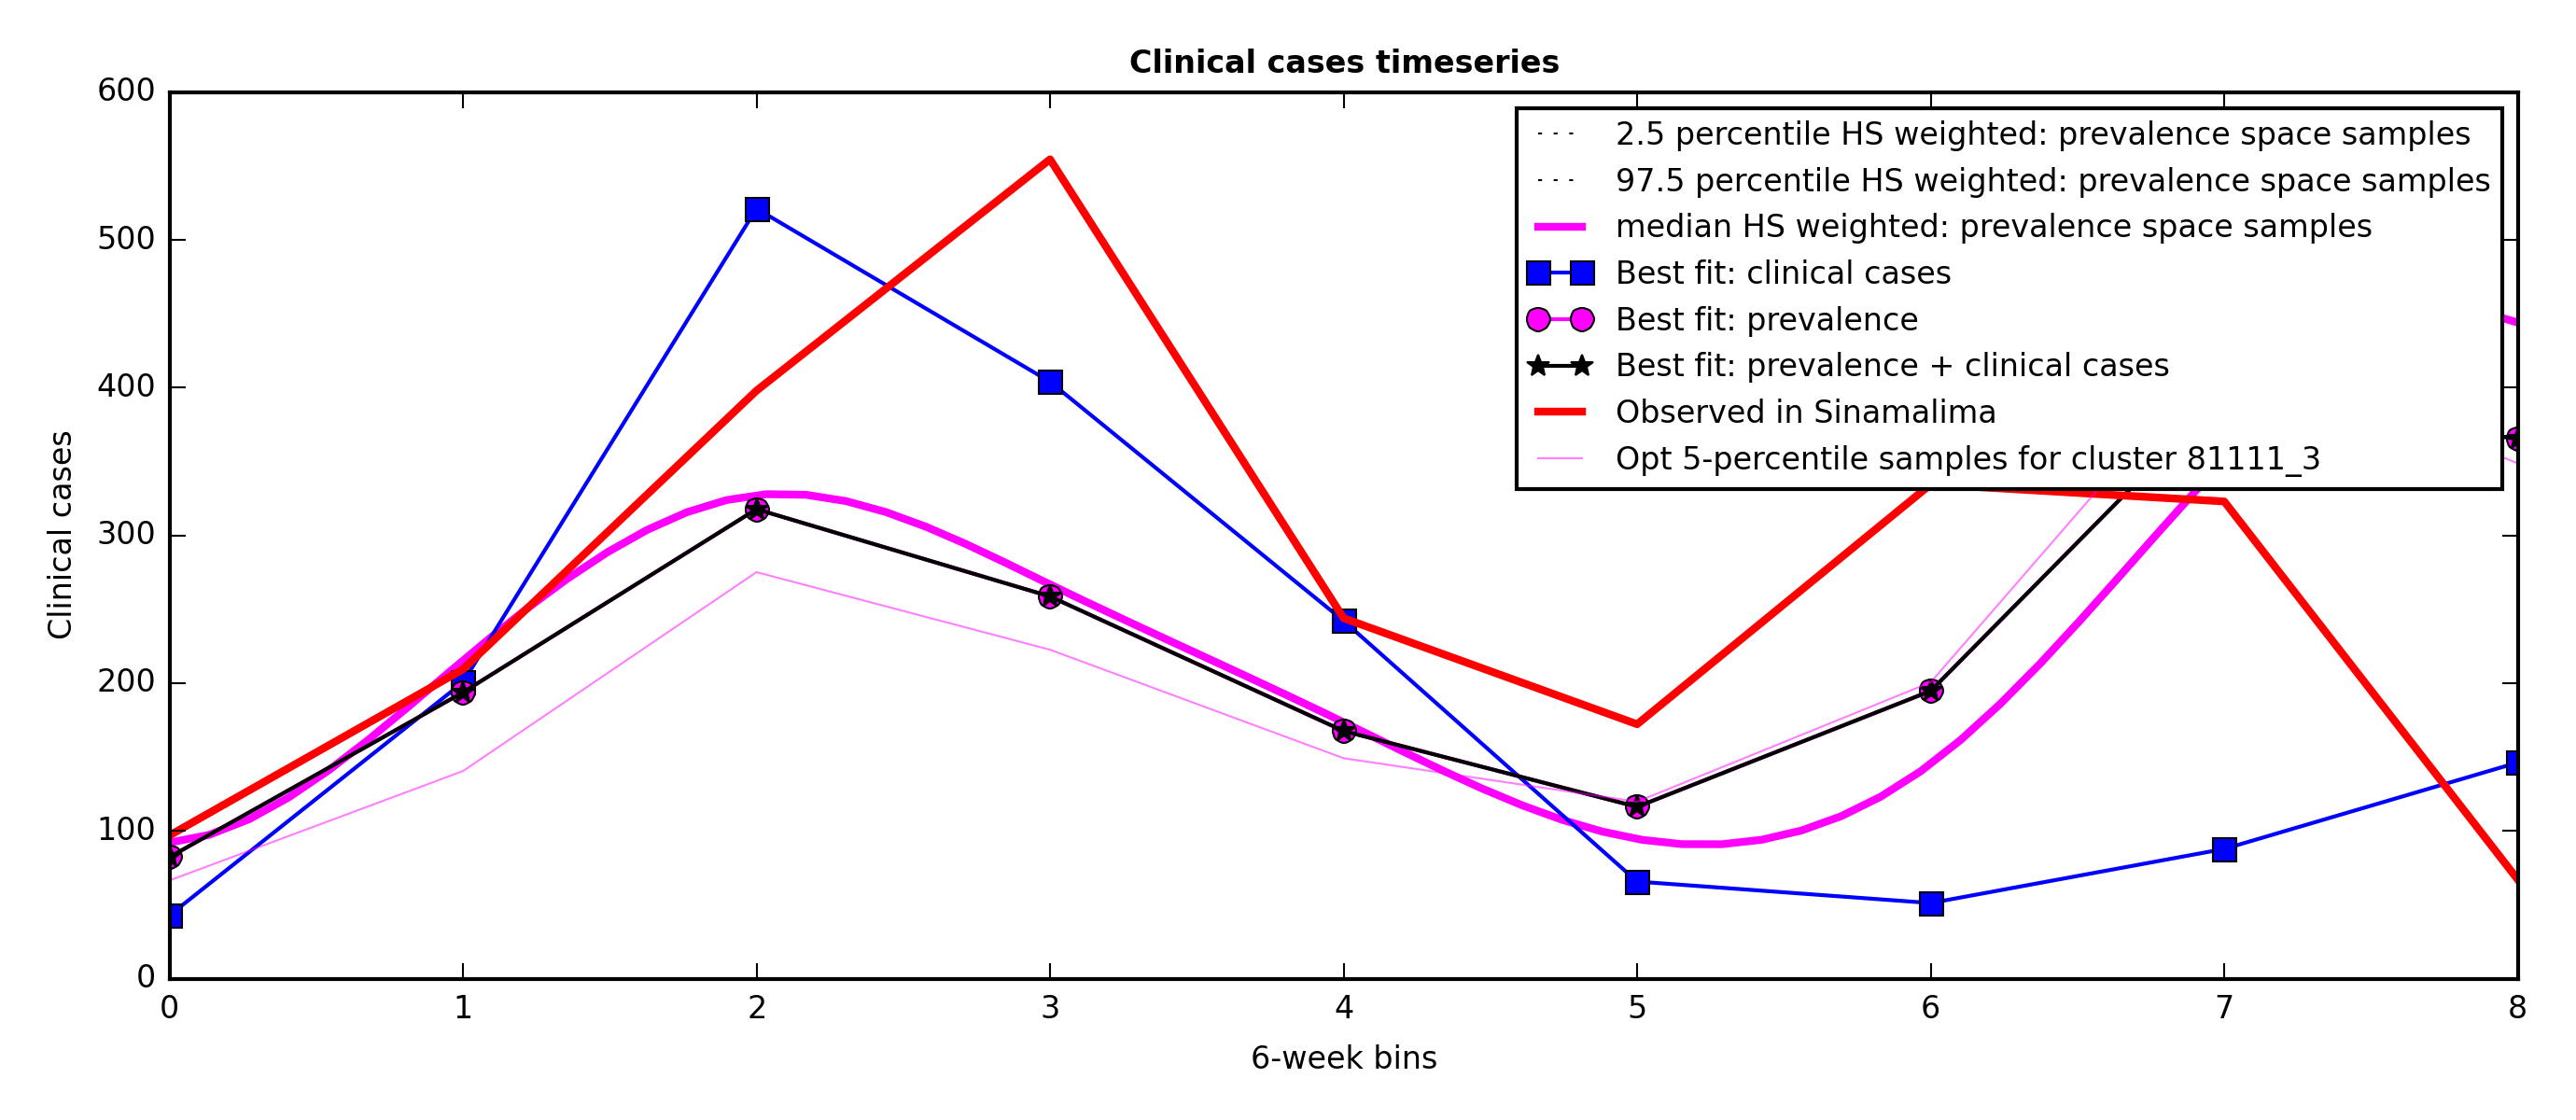 Clinical cases timeseries
600
500
400
300
200
100
0
Clinical cases
2.5 percentile HS weighted: prevalence space samples
97.5 percentile HS weighted: prevalence space samples
median HS weighted: prevalence space samples
Best fit: clinical cases
Best fit: prevalence
Best fit: prevalence + clinical cases
Observed in Sinamalima
Opt 5-percentile samples for cluster 81111_3
0 1 2 3 4 5 6 7 8
6-week bins